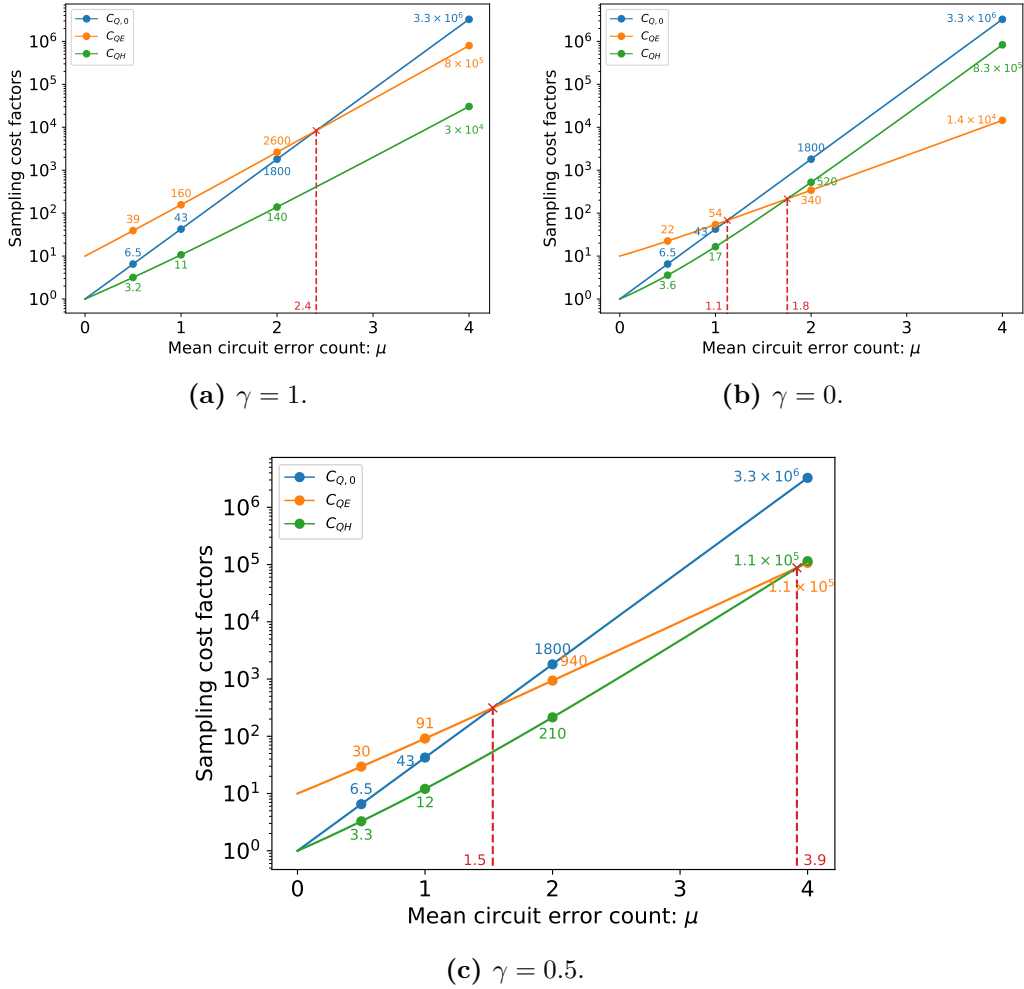 C_{Q,0}
C_{QE}
C_{QH}
Sampling cost factors
10^6
10^5
10^4
10^3
10^2
10^1
10^0
3.3 × 10^6
8 × 10^5
3 × 10^4
2600
1800
140
160
43
11
39
6.5
3.2
2.4
0 1 2 3 4
Mean circuit error count: μ
(a) γ = 1.
C_{Q,0}
C_{QE}
C_{QH}
Sampling cost factors
10^6
10^5
10^4
10^3
10^2
10^1
10^0
3.3 × 10^6
8.3 × 10^5
1.4 × 10^4
1800
520
340
54
43
17
22
6.5
3.6
1.1
1.8
0 1 2 3 4
Mean circuit error count: μ
(b) γ = 0.
C_{Q,0}
C_{QE}
C_{QH}
Sampling cost factors
10^6
10^5
10^4
10^3
10^2
10^1
10^0
3.3 × 10^6
1.1 × 10^5
1.1 × 10^5
1800
940
210
91
43
12
30
6.5
3.3
1.5
3.9
0 1 2 3 4
Mean circuit error count: μ
(c) γ = 0.5.